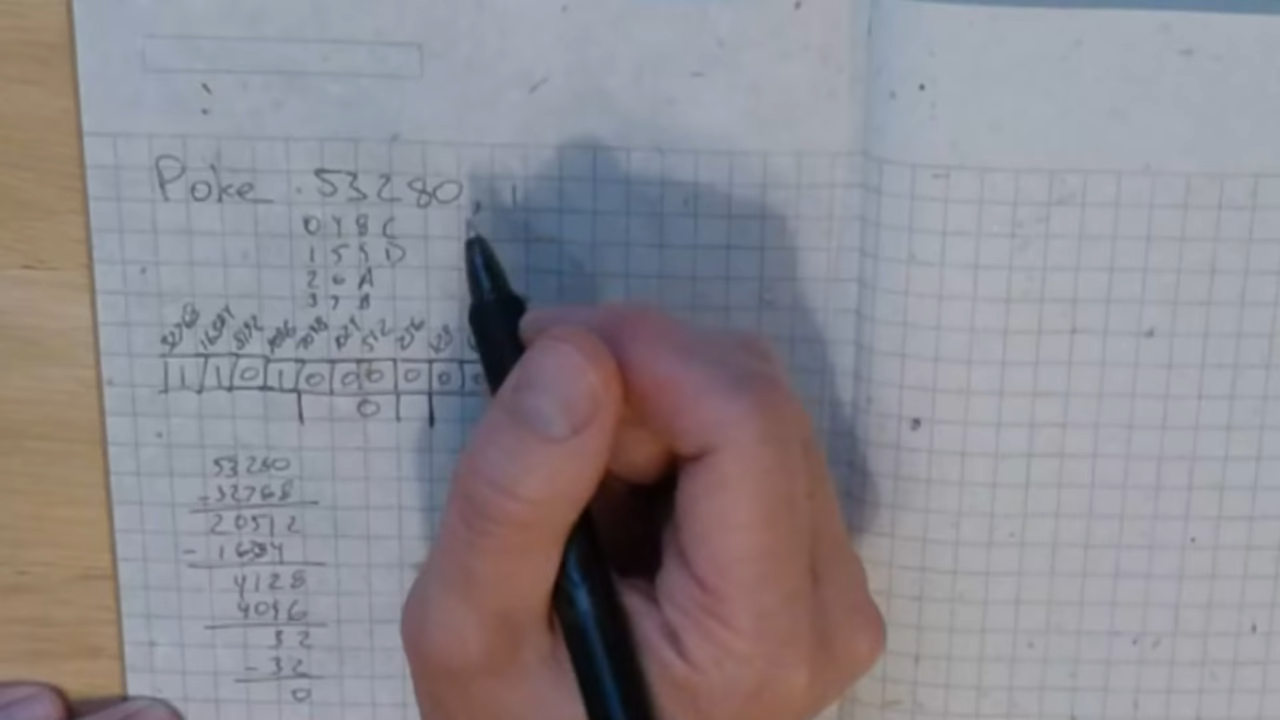 Poke 53280, 1
0 4 8 C
1 5 9 D
2 6 A
3 7 B
32768 16384 8192 4096 2048 1024 512 256 128
1 1 0 1 0 0 0 0 0 0
0
53280
-32768
20512
-16384
4128
4096
32
-32
0